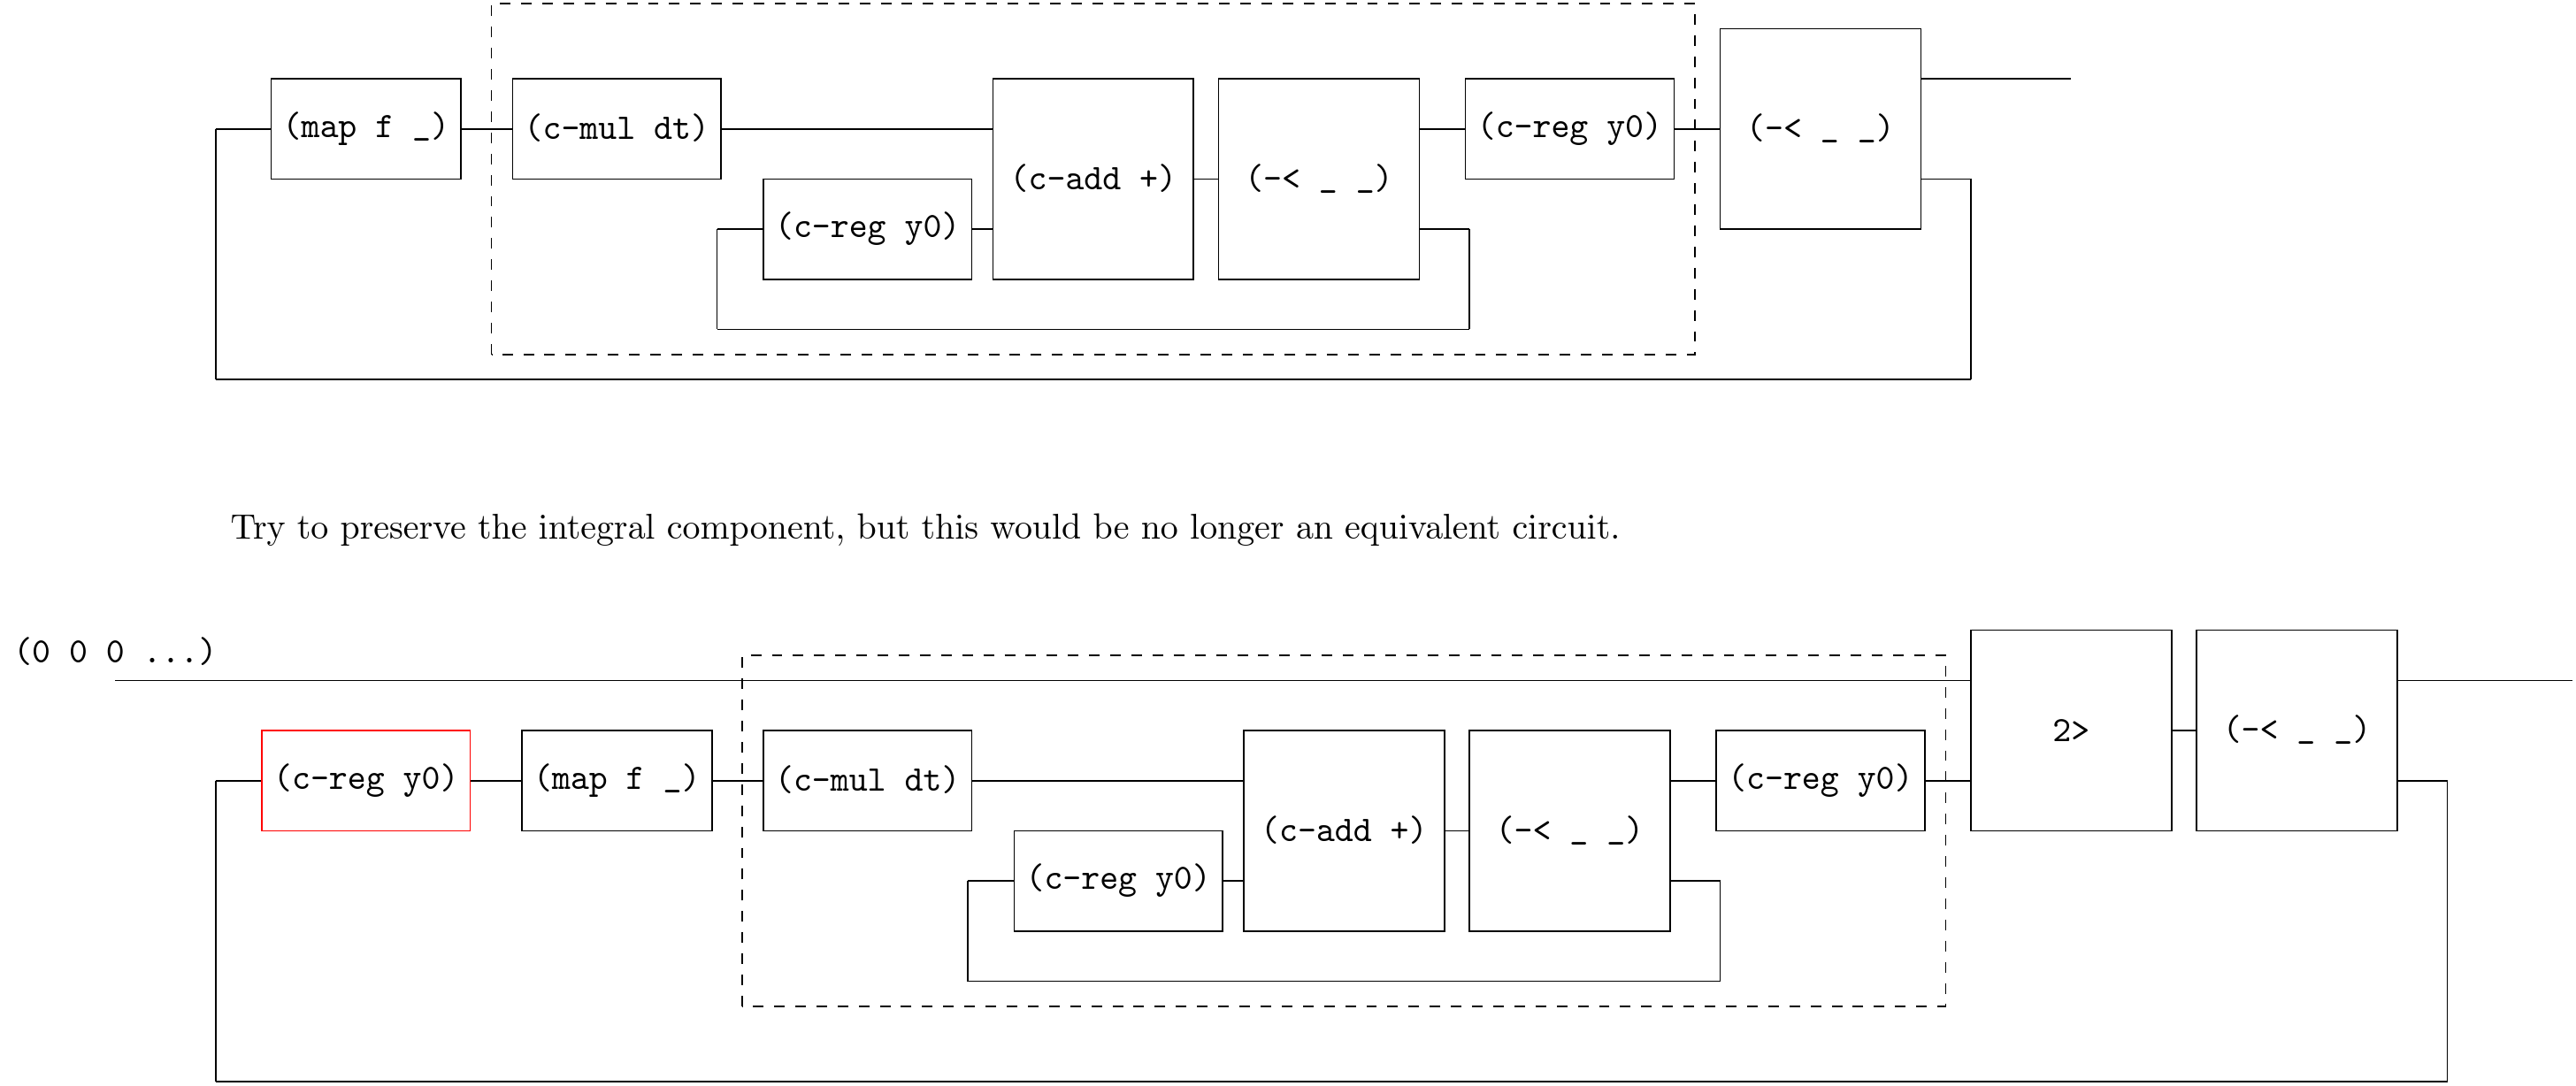 (map f _) (c-mul dt) (c-reg y0) (-< _ _)
(c-add +) (-< _ _)
(c-reg y0)
Try to preserve the integral component, but this would be no longer an equivalent circuit.
(0 0 0 ...)
2> (-< _ _)
(c-reg y0) (map f _) (c-mul dt) (c-reg y0)
(c-add +) (-< _ _)
(c-reg y0)